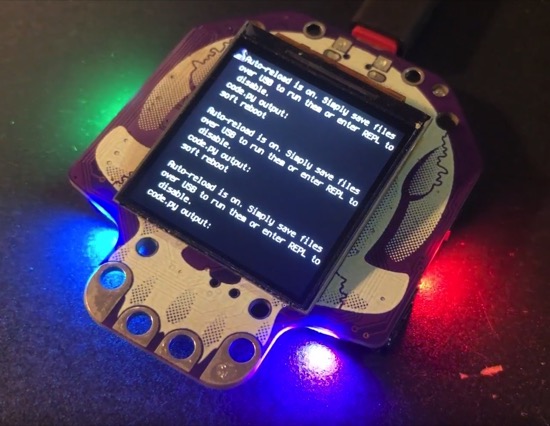 Auto-reload is on. Simply save files
over USB to run them or enter REPL to
disable.
code.py output:
soft reboot
Auto-reload is on. Simply save files
over USB to run them or enter REPL to
disable.
code.py output:
soft reboot
Auto-reload is on. Simply save files
over USB to run them or enter REPL to
disable.
code.py output: